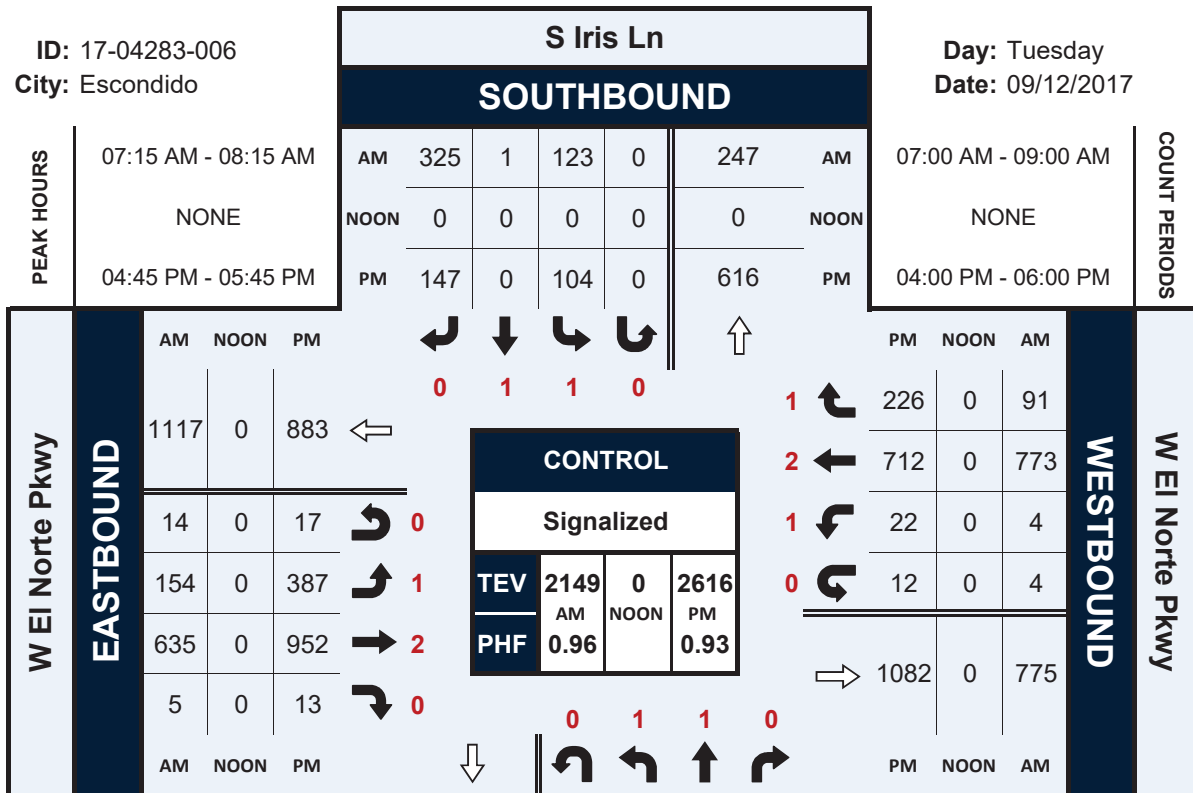 ID: 17-04283-006
City: Escondido
S Iris Ln
SOUTHBOUND
Day: Tuesday
Date: 09/12/2017
PEAK HOURS
07:15 AM - 08:15 AM
NONE
04:45 PM - 05:45 PM
AM 325 1 123 0 247 AM
NOON 0 0 0 0 0 NOON
PM 147 0 104 0 616 PM
07:00 AM - 09:00 AM
NONE
04:00 PM - 06:00 PM
COUNT PERIODS
0 1 1 0
W El Norte Pkwy
EASTBOUND
AM NOON PM
1117 0 883
14 0 17 0
154 0 387 1
635 0 952 2
5 0 13 0
AM NOON PM
CONTROL
Signalized
TEV 2149 0 2616
AM NOON PM
PHF 0.96 0.93
PM NOON AM
1 226 0 91
2 712 0 773
1 22 0 4
0 12 0 4
1082 0 775
PM NOON AM
WESTBOUND
W El Norte Pkwy
0 1 1 0